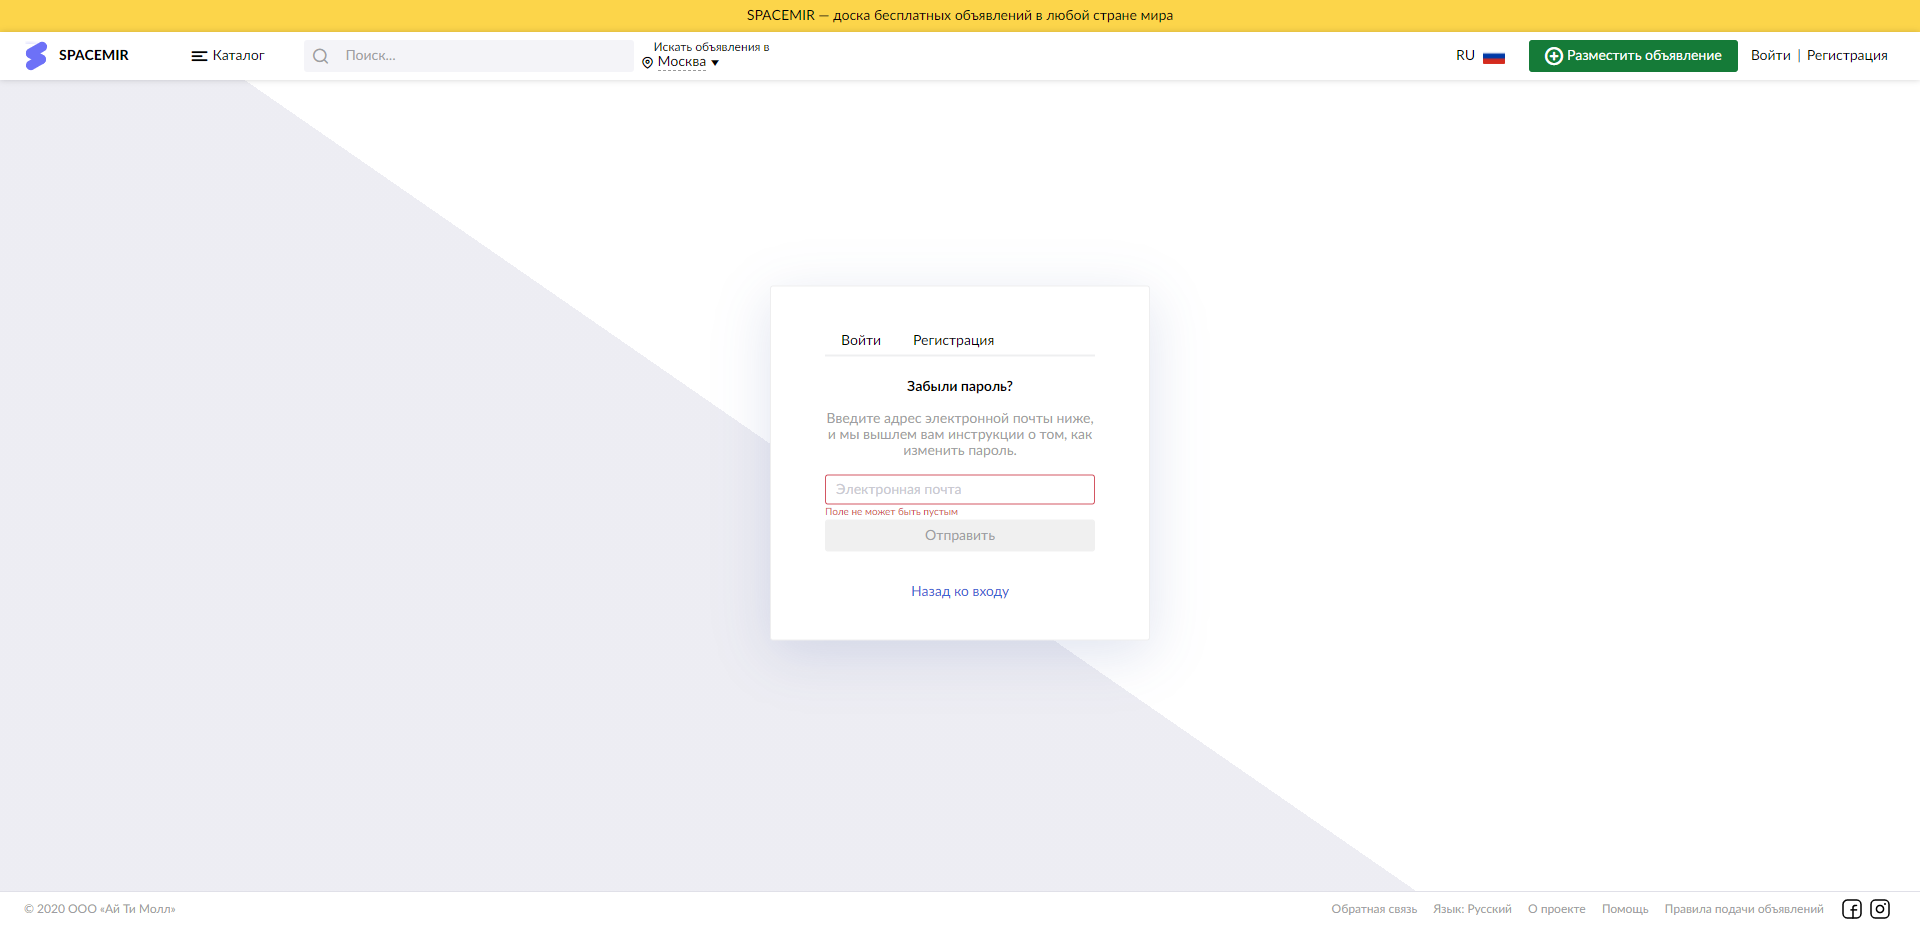 SPACEMIR — доска бесплатных объявлений в любой стране мира
SPACEMIR
Каталог
Поиск...
Искать объявления в
Москва
RU
Разместить объявление
Войти | Регистрация
Войти
Регистрация
Забыли пароль?
Введите адрес электронной почты ниже,
и мы вышлем вам инструкции о том, как
изменить пароль.
Электронная почта
Поле не может быть пустым
Отправить
Назад ко входу
© 2020 ООО «Ай Ти Молл»
Обратная связь
Язык: Русский
О проекте
Помощь
Правила подачи объявлений